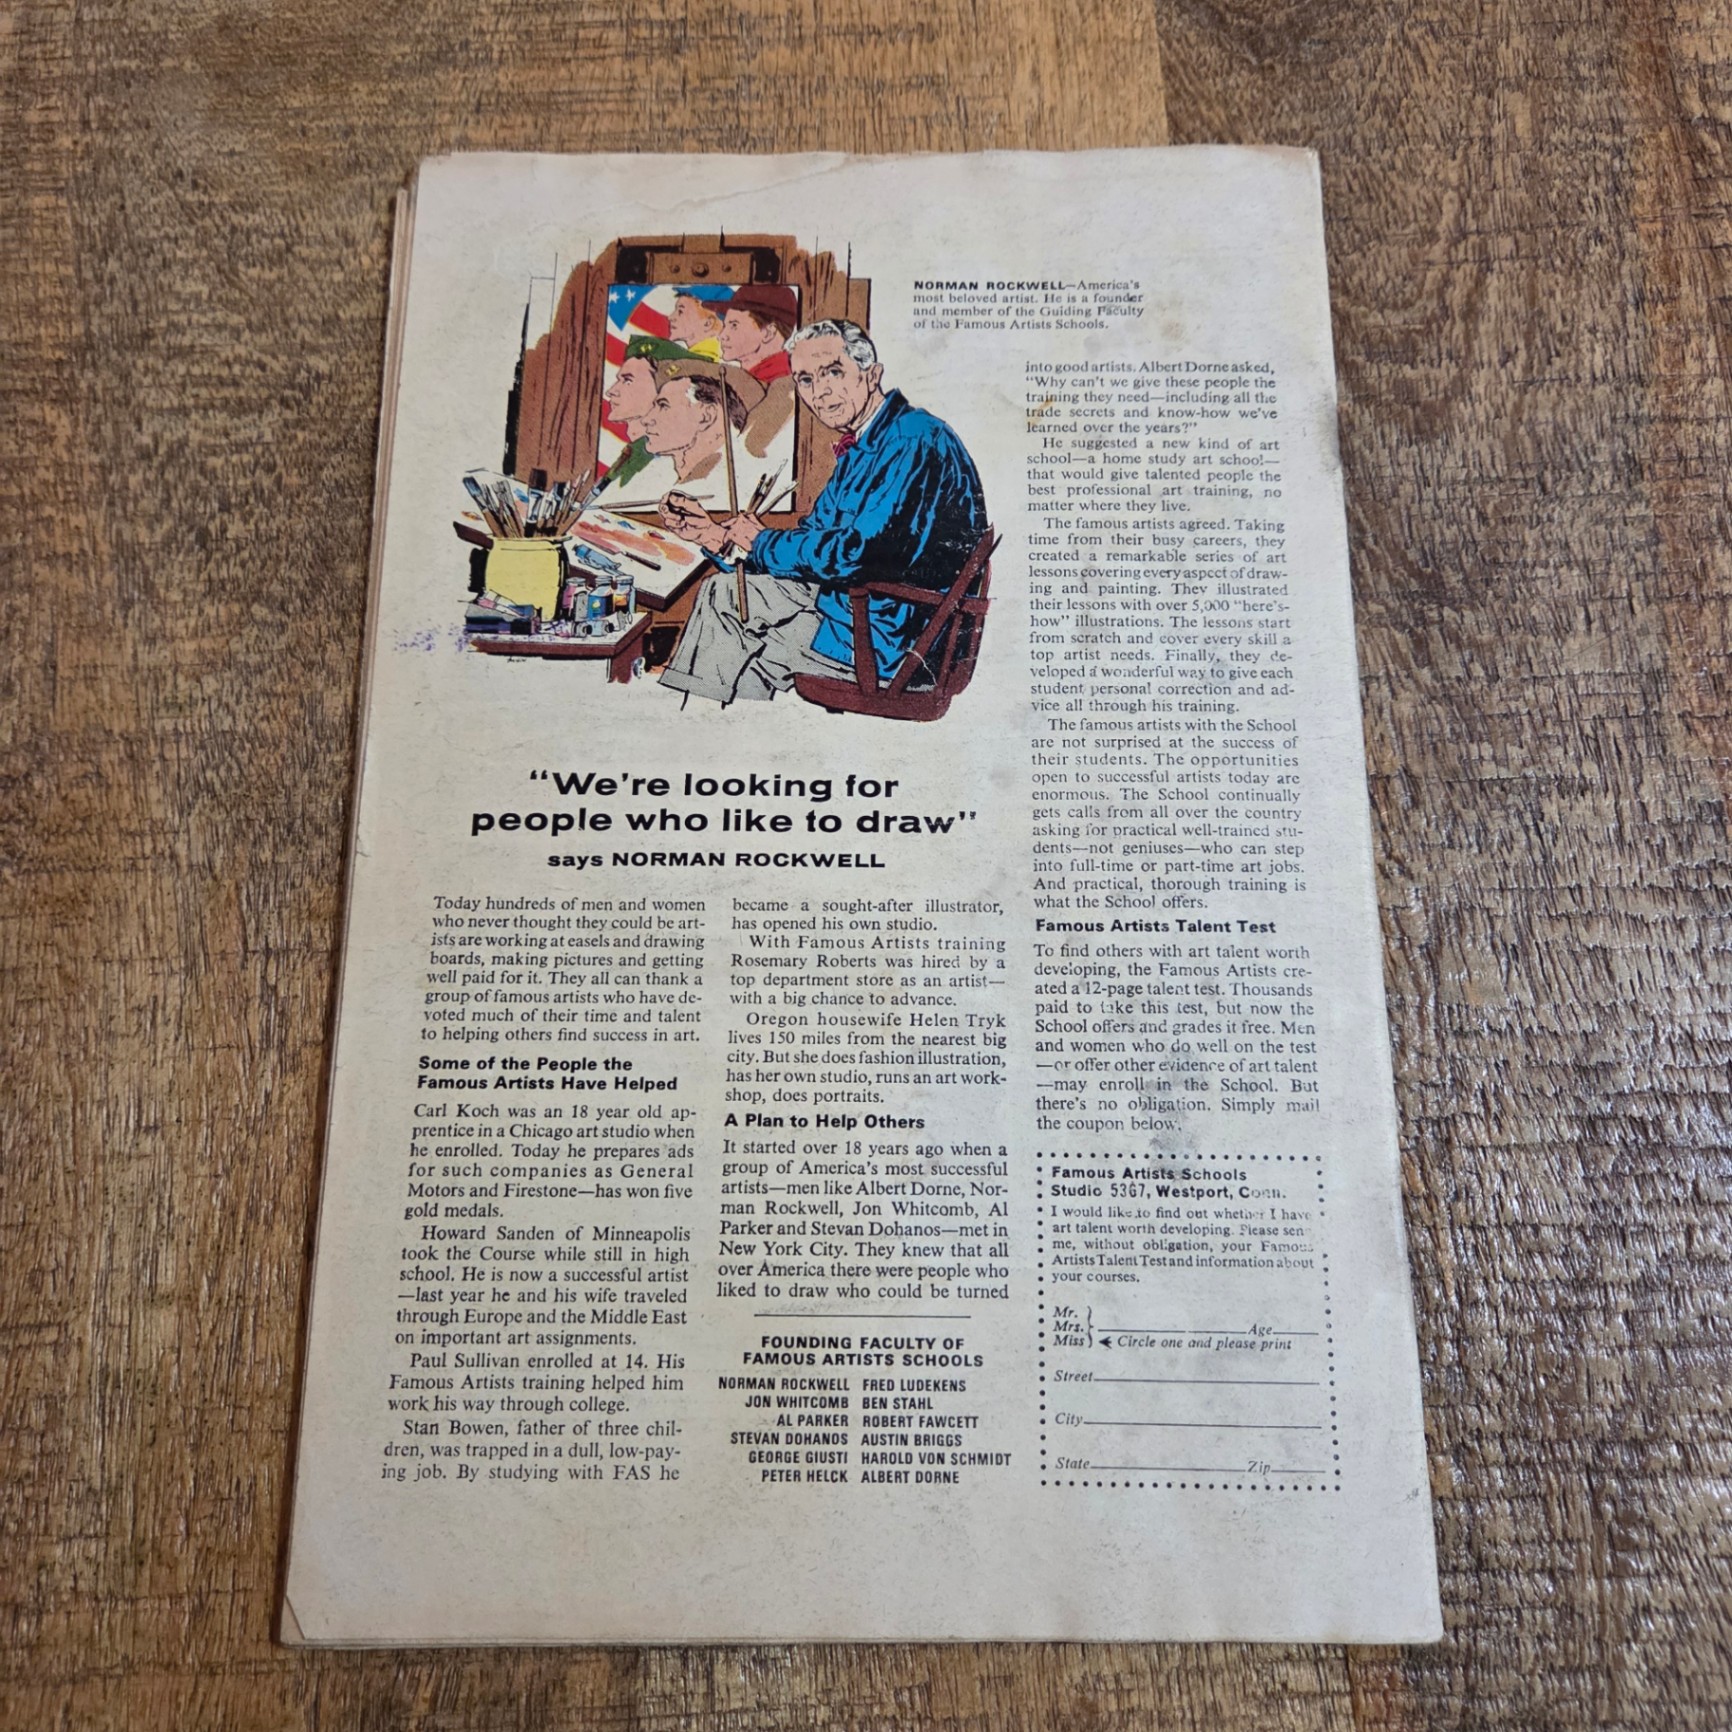 NORMAN ROCKWELL—America's
most beloved artist. He is a founder
and member of the Guiding Faculty
of the Famous Artists Schools.
"We're looking for
people who like to draw"
says NORMAN ROCKWELL
Today hundreds of men and women
who never thought they could be art-
ists are working at easels and drawing
boards, making pictures and getting
well paid for it. They all can thank a
group of famous artists who have de-
voted much of their time and talent
to helping others find success in art.
Some of the People the
Famous Artists Have Helped
Carl Koch was an 18 year old ap-
prentice in a Chicago art studio when
he enrolled. Today he prepares ads
for such companies as General
Motors and Firestone—has won five
gold medals.
Howard Sanden of Minneapolis
took the Course while still in high
school. He is now a successful artist
—last year he and his wife traveled
through Europe and the Middle East
on important art assignments.
Paul Sullivan enrolled at 14. His
Famous Artists training helped him
work his way through college.
Stan Bowen, father of three chil-
dren, was trapped in a dull, low-pay-
ing job. By studying with FAS he
became a sought-after illustrator,
has opened his own studio.
With Famous Artists training
Rosemary Roberts was hired by a
top department store as an artist—
with a big chance to advance.
Oregon housewife Helen Tryk
lives 150 miles from the nearest big
city. But she does fashion illustration,
has her own studio, runs an art work-
shop, does portraits.
A Plan to Help Others
It started over 18 years ago when a
group of America's most successful
artists—men like Albert Dorne, Nor-
man Rockwell, Jon Whitcomb, Al
Parker and Stevan Dohanos—met in
New York City. They knew that all
over America there were people who
liked to draw who could be turned
FOUNDING FACULTY OF
FAMOUS ARTISTS SCHOOLS
NORMAN ROCKWELL FRED LUDEKENS
JON WHITCOMB BEN STAHL
AL PARKER ROBERT FAWCETT
STEVAN DOHANOS AUSTIN BRIGGS
GEORGE GIUSTI HAROLD VON SCHMIDT
PETER HELCK ALBERT DORNE
into good artists. Albert Dorne asked,
"Why can't we give these people the
training they need—including all the
trade secrets and know-how we've
learned over the years?"
He suggested a new kind of art
school—a home study art school—
that would give talented people the
best professional art training, no
matter where they live.
The famous artists agreed. Taking
time from their busy careers, they
created a remarkable series of art
lessons covering every aspect of draw-
ing and painting. They illustrated
their lessons with over 5,000 "here's-
how" illustrations. The lessons start
from scratch and cover every skill a
top artist needs. Finally, they de-
veloped a wonderful way to give each
student personal correction and ad-
vice all through his training.
The famous artists with the School
are not surprised at the success of
their students. The opportunities
open to successful artists today are
enormous. The School continually
gets calls from all over the country
asking for practical well-trained stu-
dents—not geniuses—who can step
into full-time or part-time art jobs.
And practical, thorough training is
what the School offers.
Famous Artists Talent Test
To find others with art talent worth
developing, the Famous Artists cre-
ated a 12-page talent test. Thousands
paid to take this test, but now the
School offers and grades it free. Men
and women who do well on the test
—or offer other evidence of art talent
—may enroll in the School. But
there's no obligation. Simply mail
the coupon below.
Famous Artists Schools
Studio 5367, Westport, Conn.
I would like to find out whether I have
art talent worth developing. Please sen
me, without obligation, your Famous
Artists Talent Test and information about
your courses.
Mr.
Mrs. Age
Miss Circle one and please print
Street
City
State Zip